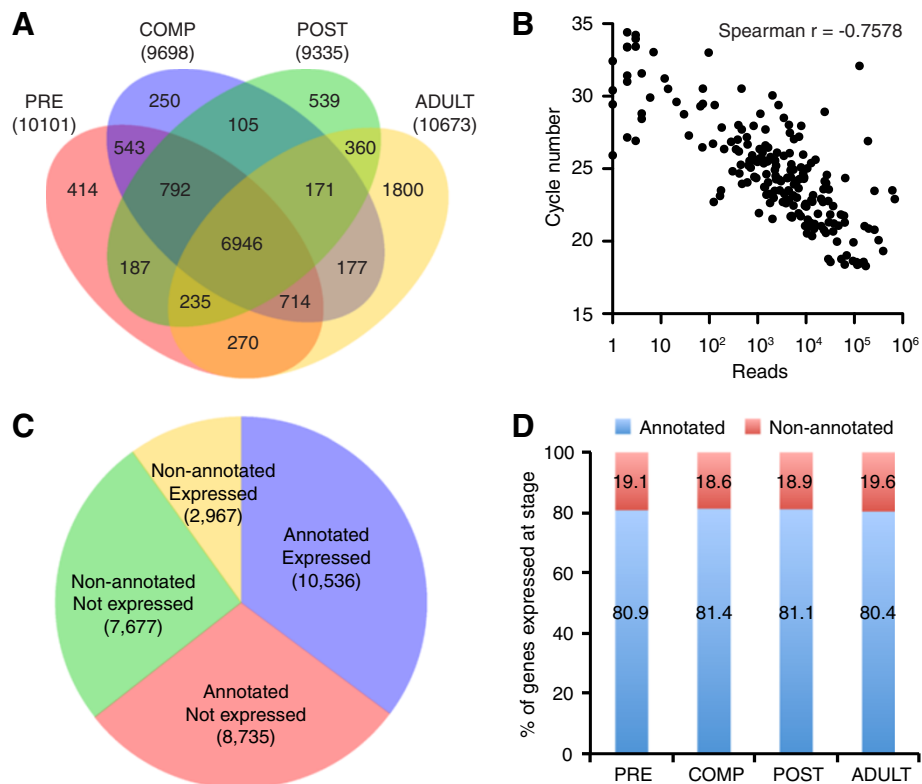 A
COMP
(9698)
POST
(9335)
PRE
(10101)
ADULT
(10673)
250
539
105
543
360
414
792
171
1800
6946
187
177
235
714
270
B
Spearman r = -0.7578
Cycle number
35
30
25
20
15
1
10
10²
10³
10⁴
10⁵
10⁶
Reads
C
Non-annotated
Expressed
(2,967)
Annotated
Expressed
(10,536)
Non-annotated
Not expressed
(7,677)
Annotated
Not expressed
(8,735)
D
Annotated
Non-annotated
% of genes expressed at stage
100
80
60
40
20
0
19.1
18.6
18.9
19.6
80.9
81.4
81.1
80.4
PRE
COMP
POST
ADULT